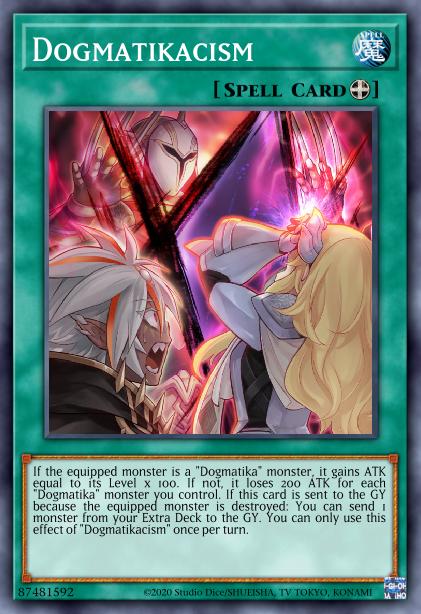 Dogmatikacism
[Spell Card]
If the equipped monster is a "Dogmatika" monster, it gains ATK
equal to its Level x 100. If not, it loses 200 ATK for each
"Dogmatika" monster you control. If this card is sent to the GY
because the equipped monster is destroyed: You can send 1
monster from your Extra Deck to the GY. You can only use this
effect of "Dogmatikacism" once per turn.
87481592
©2020 Studio Dice/SHUEISHA, TV TOKYO, KONAMI